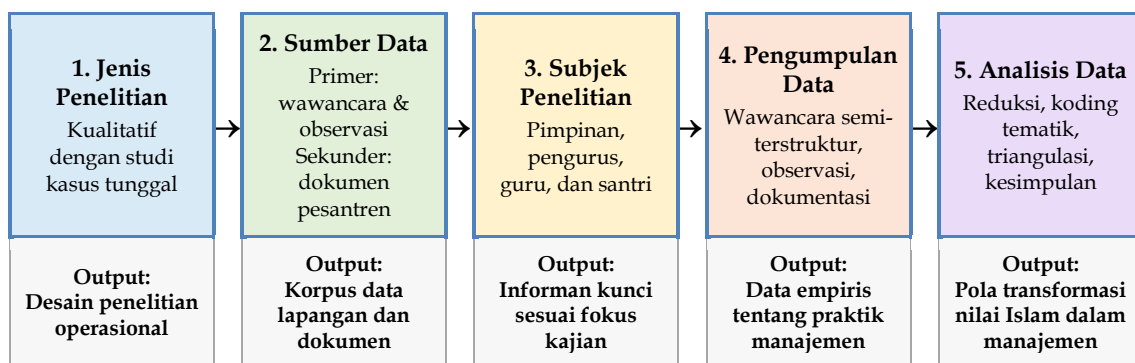 1. Jenis
Penelitian
Kualitatif
dengan studi
kasus tunggal
2. Sumber Data
Primer:
wawancara &
observasi
Sekunder:
dokumen
pesantren
3. Subjek
Penelitian
Pimpinan,
pengurus,
guru, dan santri
4. Pengumpulan
Data
Wawancara semi-
terstruktur,
observasi,
dokumentasi
5. Analisis Data
Reduksi, koding
tematik,
triangulasi,
kesimpulan
Output:
Desain penelitian
operasional
Output:
Korpus data
lapangan dan
dokumen
Output:
Informan kunci
sesuai fokus
kajian
Output:
Data empiris
tentang praktik
manajemen
Output:
Pola transformasi
nilai Islam dalam
manajemen